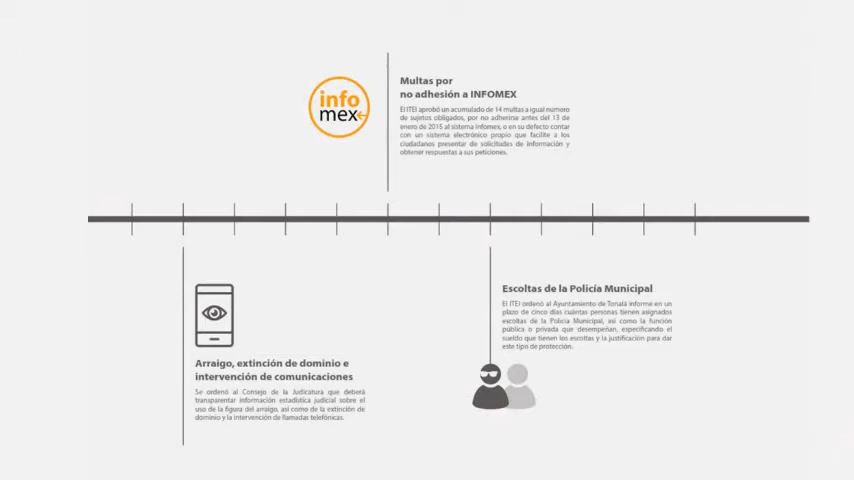 info
mex
Multas por
no adhesión a INFOMEX
El ITEI aprobó un acumulado de 14 multas a igual número
de sujetos obligados, por no adherirse antes del 13 de
enero de 2015 al sistema Infomex, o en su defecto contar
con un sistema electrónico propio que facilite a los
ciudadanos presentar de solicitudes de información y
obtener respuestas a sus peticiones.
Arraigo, extinción de dominio e
intervención de comunicaciones
Se ordenó al Consejo de la Judicatura que deberá
transparentar información estadística judicial sobre el
uso de la figura del arraigo, así como de la extinción de
dominio y la intervención de llamadas telefónicas.
Escoltas de la Policía Municipal
El ITEI ordenó al Ayuntamiento de Tonalá informe en un
plazo de cinco días cuántas personas tienen asignados
escoltas de la Policía Municipal, así como la función
pública o privada que desempeñan, especificando el
sueldo que tienen los escoltas y la justificación para dar
este tipo de protección.